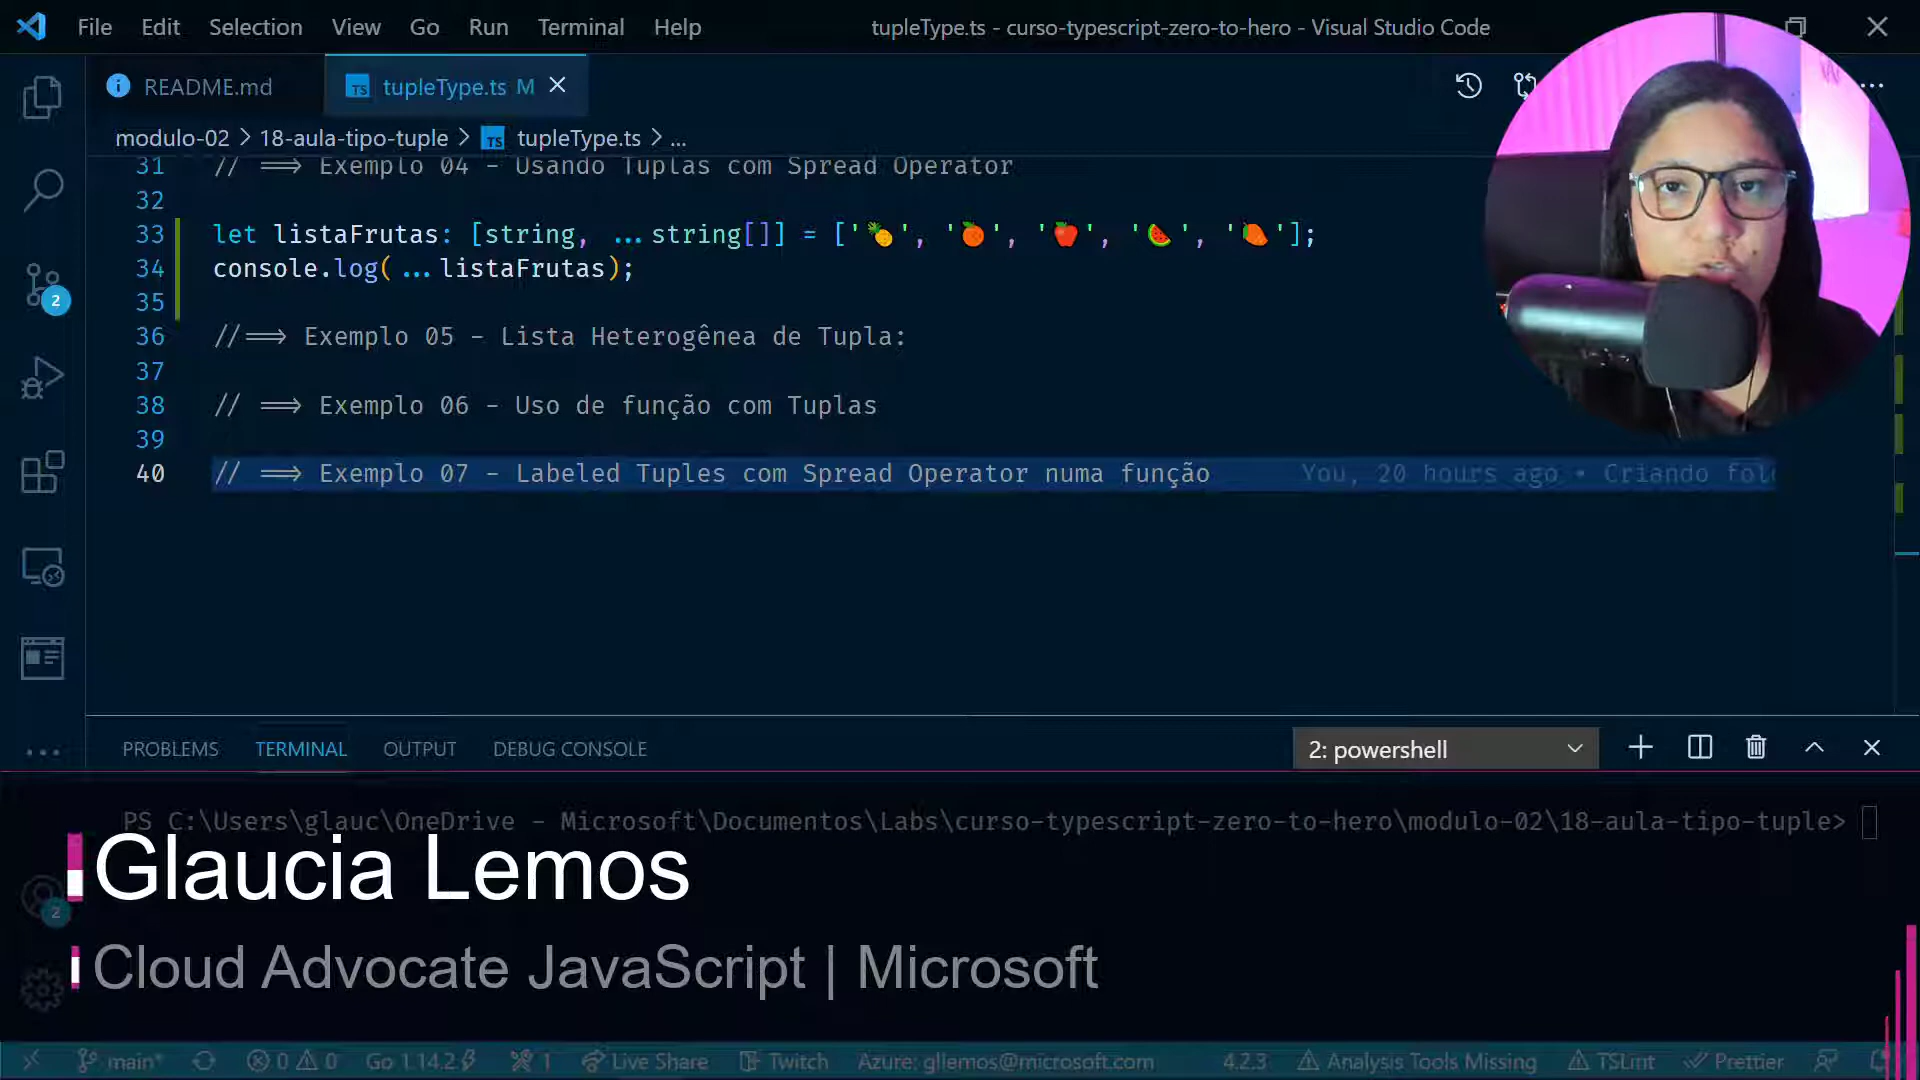 File Edit Selection View Go Run Terminal Help
tupleType.ts - curso-typescript-zero-to-hero - Visual Studio Code
README.md
TS tupleType.ts M
modulo-02 > 18-aula-tipo-tuple > TS tupleType.ts > ...
31 // ==> Exemplo 04 - Usando Tuplas com Spread Operator
32
33 let listaFrutas: [string, ...string[]] = ['🍍', '🍊', '🍎', '🍉', '🥭'];
34 console.log(...listaFrutas);
35
36 //==> Exemplo 05 - Lista Heterogênea de Tupla:
37
38 // ==> Exemplo 06 - Uso de função com Tuplas
39
40 // ==> Exemplo 07 - Labeled Tuples com Spread Operator numa função You, 20 hours ago • Criando fol
2
PROBLEMS TERMINAL OUTPUT DEBUG CONSOLE
2: powershell
PS C:\Users\glauc\OneDrive - Microsoft\Documentos\Labs\curso-typescript-zero-to-hero\modulo-02\18-aula-tipo-tuple>
Glaucia Lemos
2
Cloud Advocate JavaScript | Microsoft
main* 0 0 Go 1.14.2 1 Live Share Twitch Azure: gllemos@microsoft.com 4.2.3 Analysis Tools Missing TSLint Prettier